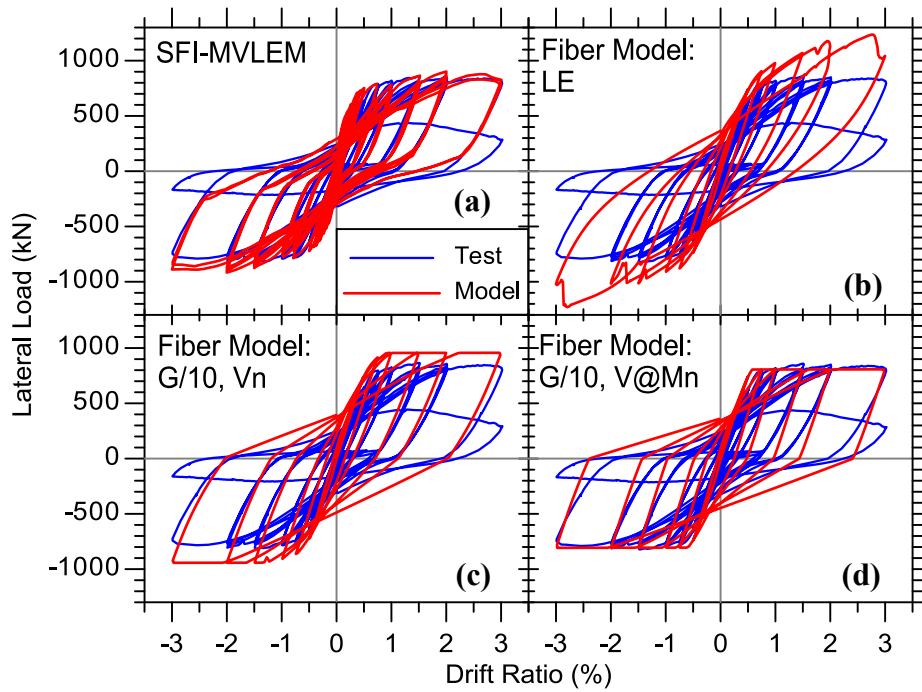 SFI-MVLEM
Fiber Model:
LE
1000
500
0
-500
-1000
(a)
(b)
Test
Model
Lateral Load (kN)
Fiber Model:
G/10, Vn
Fiber Model:
G/10, V@Mn
1000
500
0
-500
-1000
(c)
(d)
-3 -2 -1 0 1 2 3
-3 -2 -1 0 1 2 3
Drift Ratio (%)